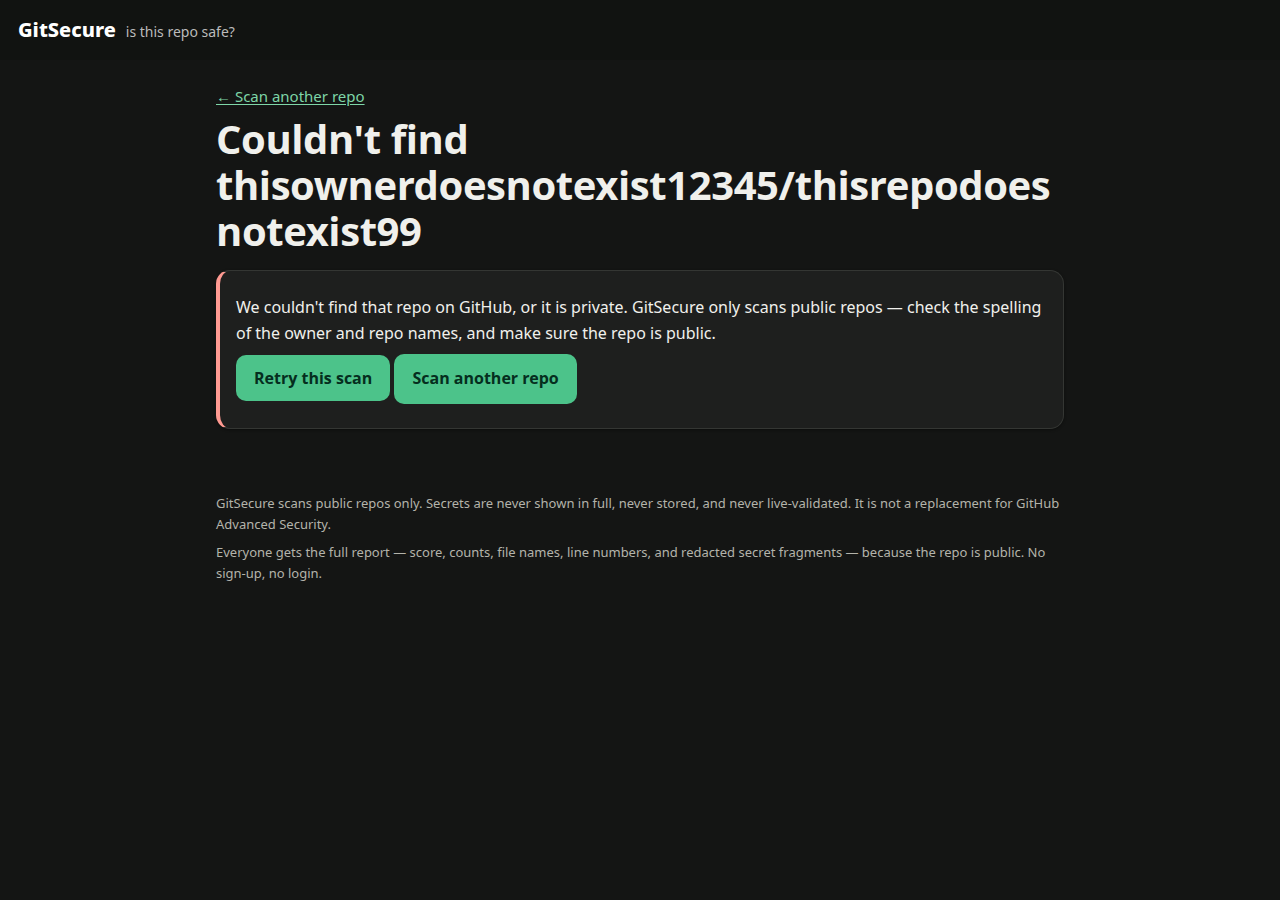 GitSecure is this repo safe?
← Scan another repo
Couldn't find
thisownerdoesnotexist12345/thisrepodoes
notexist99
We couldn't find that repo on GitHub, or it is private. GitSecure only scans public repos — check the spelling
of the owner and repo names, and make sure the repo is public.
Retry this scan Scan another repo
GitSecure scans public repos only. Secrets are never shown in full, never stored, and never live-validated. It is not a replacement for GitHub
Advanced Security.
Everyone gets the full report — score, counts, file names, line numbers, and redacted secret fragments — because the repo is public. No
sign-up, no login.